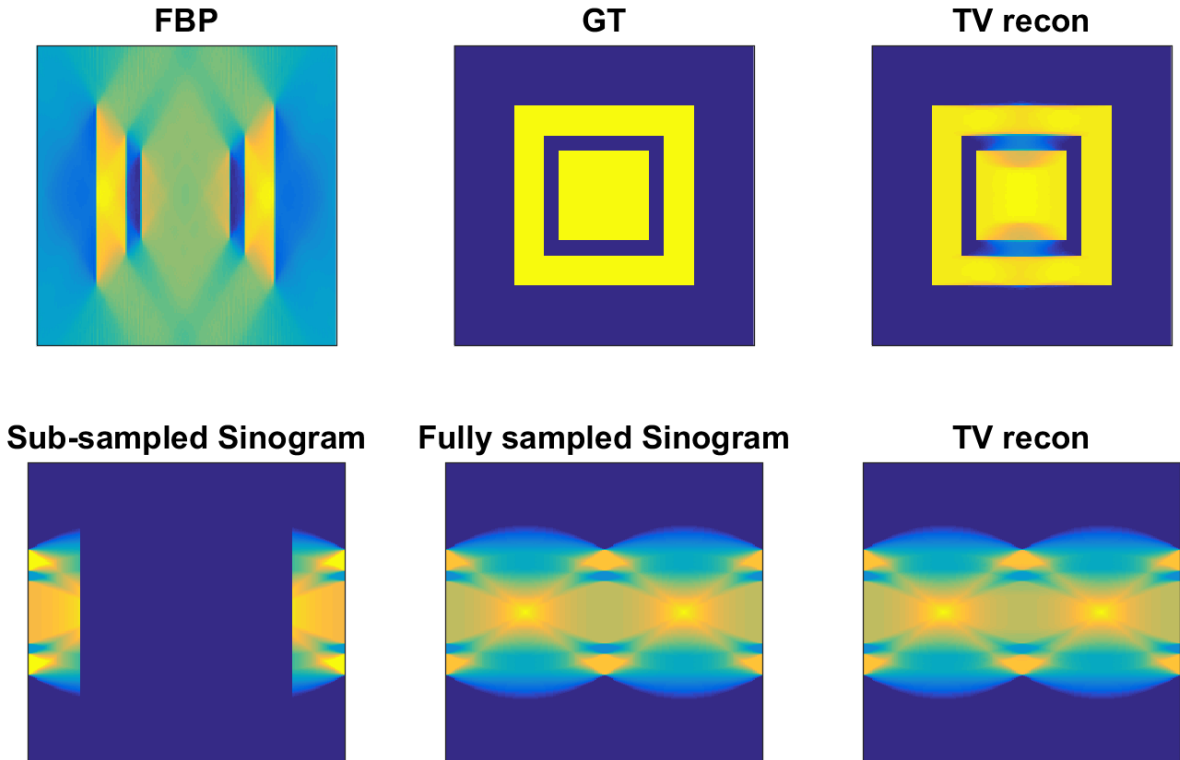 FBP
GT
TV recon
Sub-sampled Sinogram
Fully sampled Sinogram
TV recon